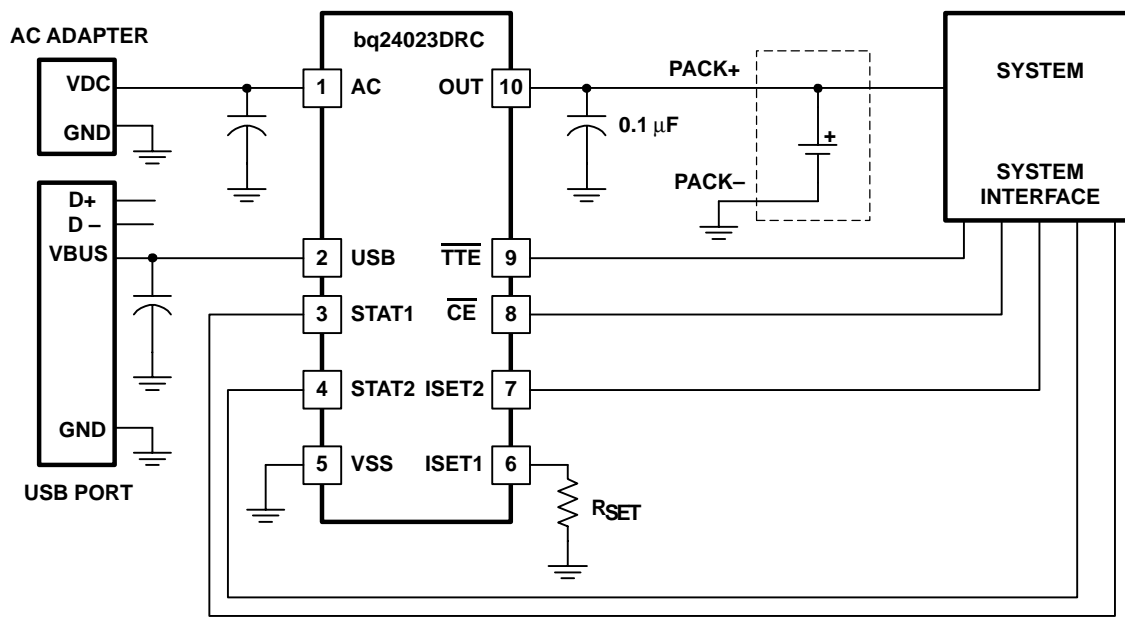 AC ADAPTER
VDC
GND
D+
D –
VBUS
GND
USB PORT
bq24023DRC
1 AC
OUT 10
2 USB
TTE 9
3 STAT1
CE 8
4 STAT2
ISET2 7
5 VSS
ISET1 6
PACK+
0.1 μF
+
PACK–
RSET
SYSTEM
SYSTEM
INTERFACE